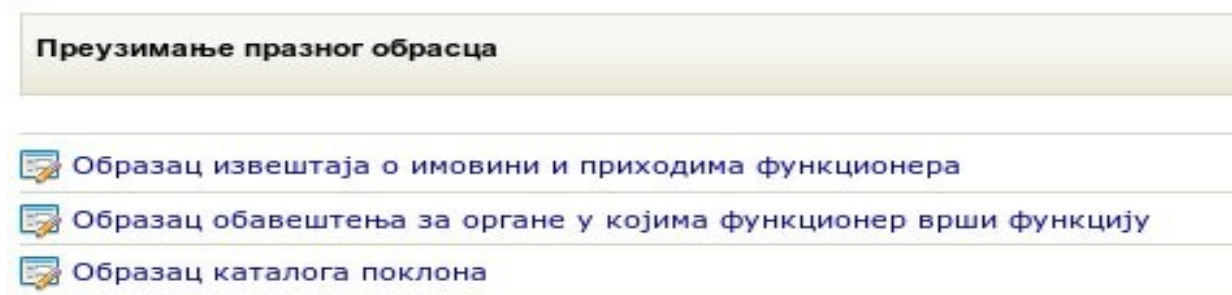 Преузимање празног обрасца
Образац извештаја о имовини и приходима функционера
Образац обавештења за органе у којима функционер врши функцију
Образац каталога поклона